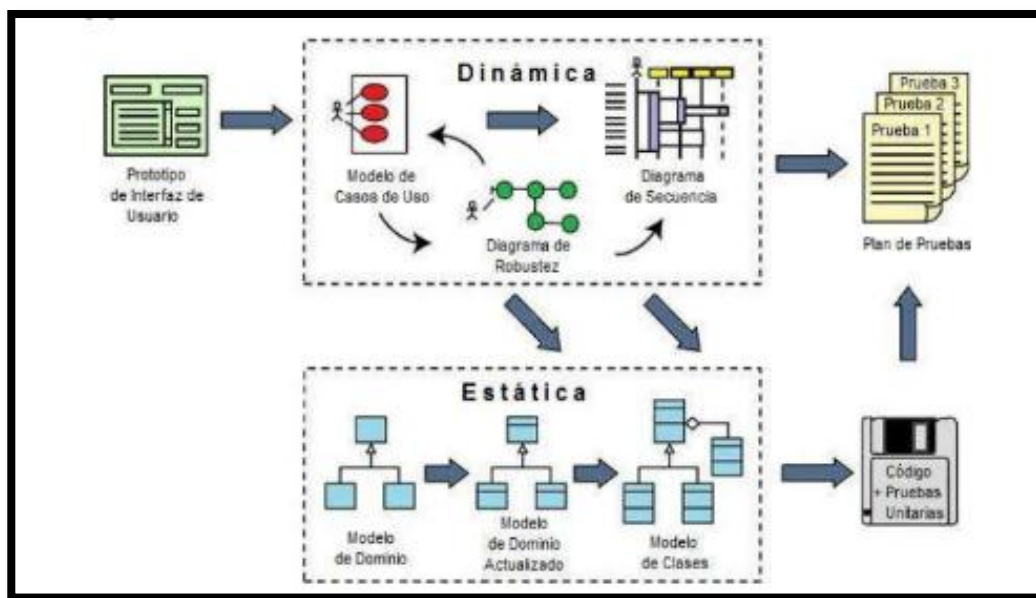 Dinámica
Prototipo
de Interfaz de
Usuario
Modelo de
Casos de Uso
Diagrama de
Robustez
Diagrama
de Secuencia
Prueba 3
Prueba 2
Prueba 1
Plan de Pruebas
Estática
Modelo
de Dominio
Modelo
de Dominio
Actualizado
Modelo
de Clases
Código
+ Pruebas
Unitarias